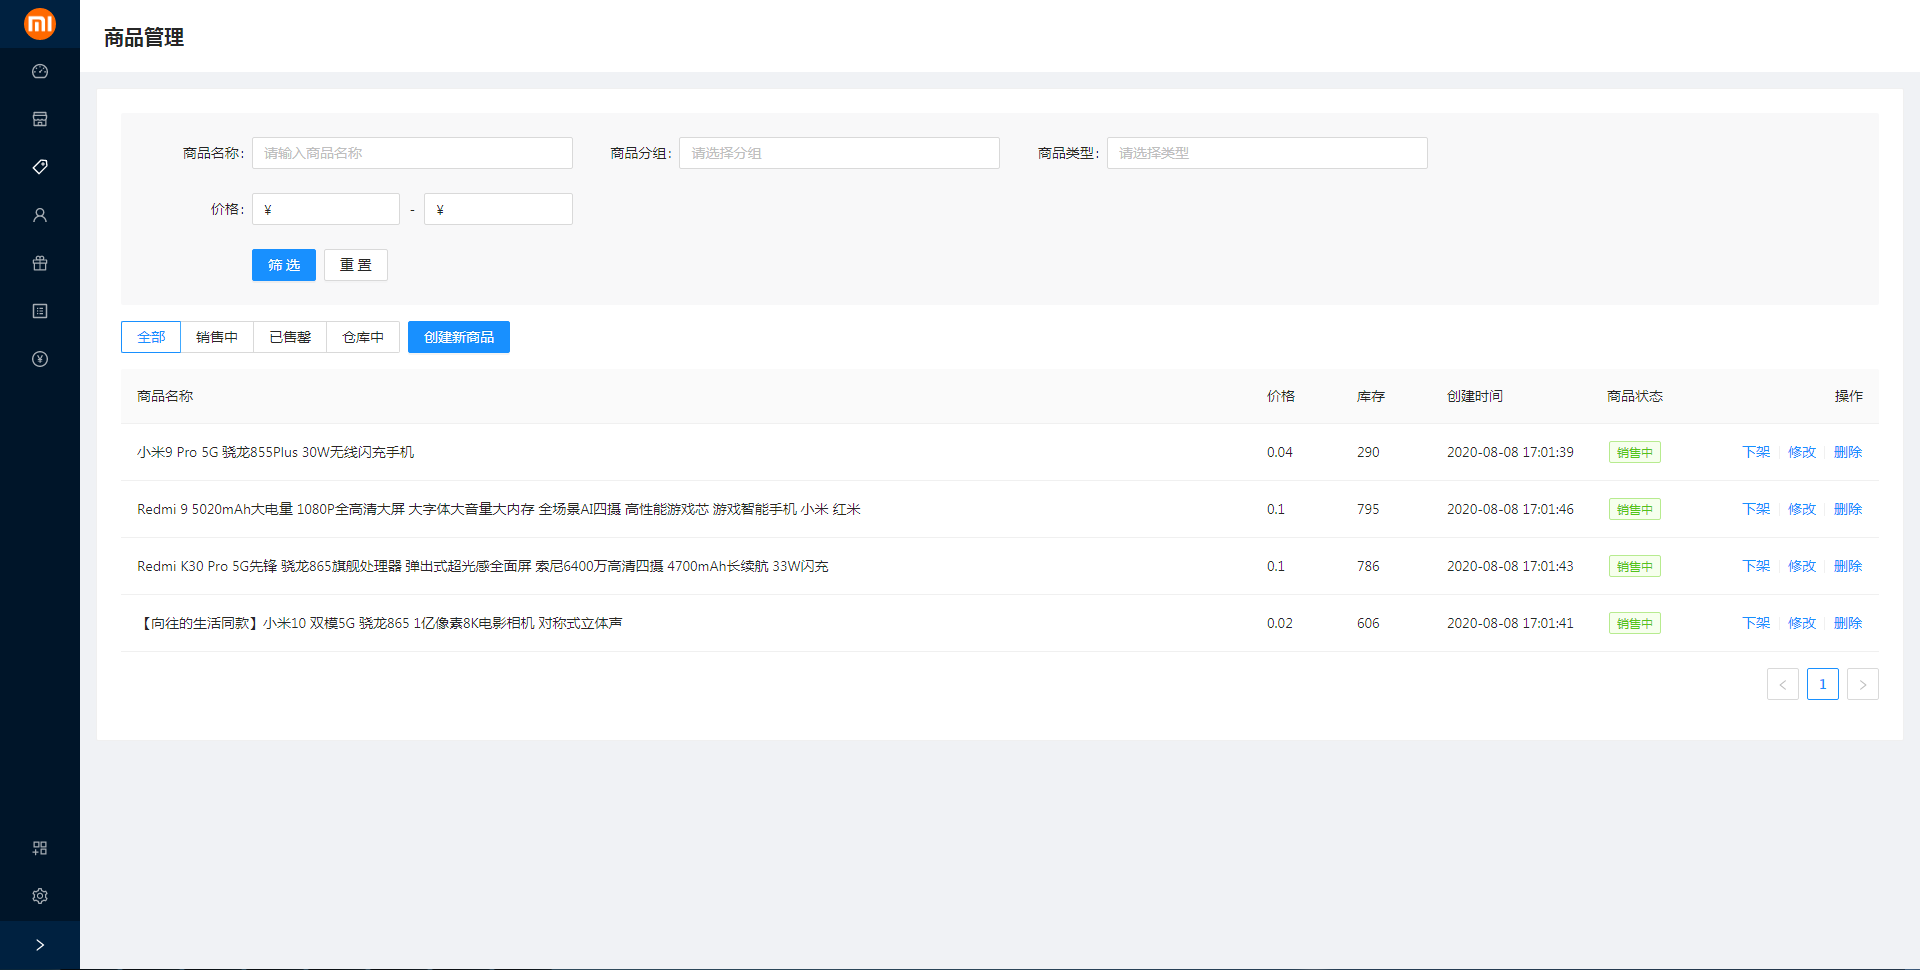 商品管理
商品名称: 请输入商品名称 商品分组: 请选择分组 商品类型: 请选择类型
价格: ¥ - ¥
筛选 重置
全部 销售中 已售罄 仓库中 创建新商品
商品名称 价格 库存 创建时间 商品状态 操作
小米9 Pro 5G 骁龙855Plus 30W无线闪充手机 0.04 290 2020-08-08 17:01:39 销售中 下架 修改 删除
Redmi 9 5020mAh大电量 1080P全高清大屏 大字体大音量大内存 全场景AI四摄 高性能游戏芯 游戏智能手机 小米 红米 0.1 795 2020-08-08 17:01:46 销售中 下架 修改 删除
Redmi K30 Pro 5G先锋 骁龙865旗舰处理器 弹出式超光感全面屏 索尼6400万高清四摄 4700mAh长续航 33W闪充 0.1 786 2020-08-08 17:01:43 销售中 下架 修改 删除
【向往的生活同款】小米10 双模5G 骁龙865 1亿像素8K电影相机 对称式立体声 0.02 606 2020-08-08 17:01:41 销售中 下架 修改 删除
< 1 >